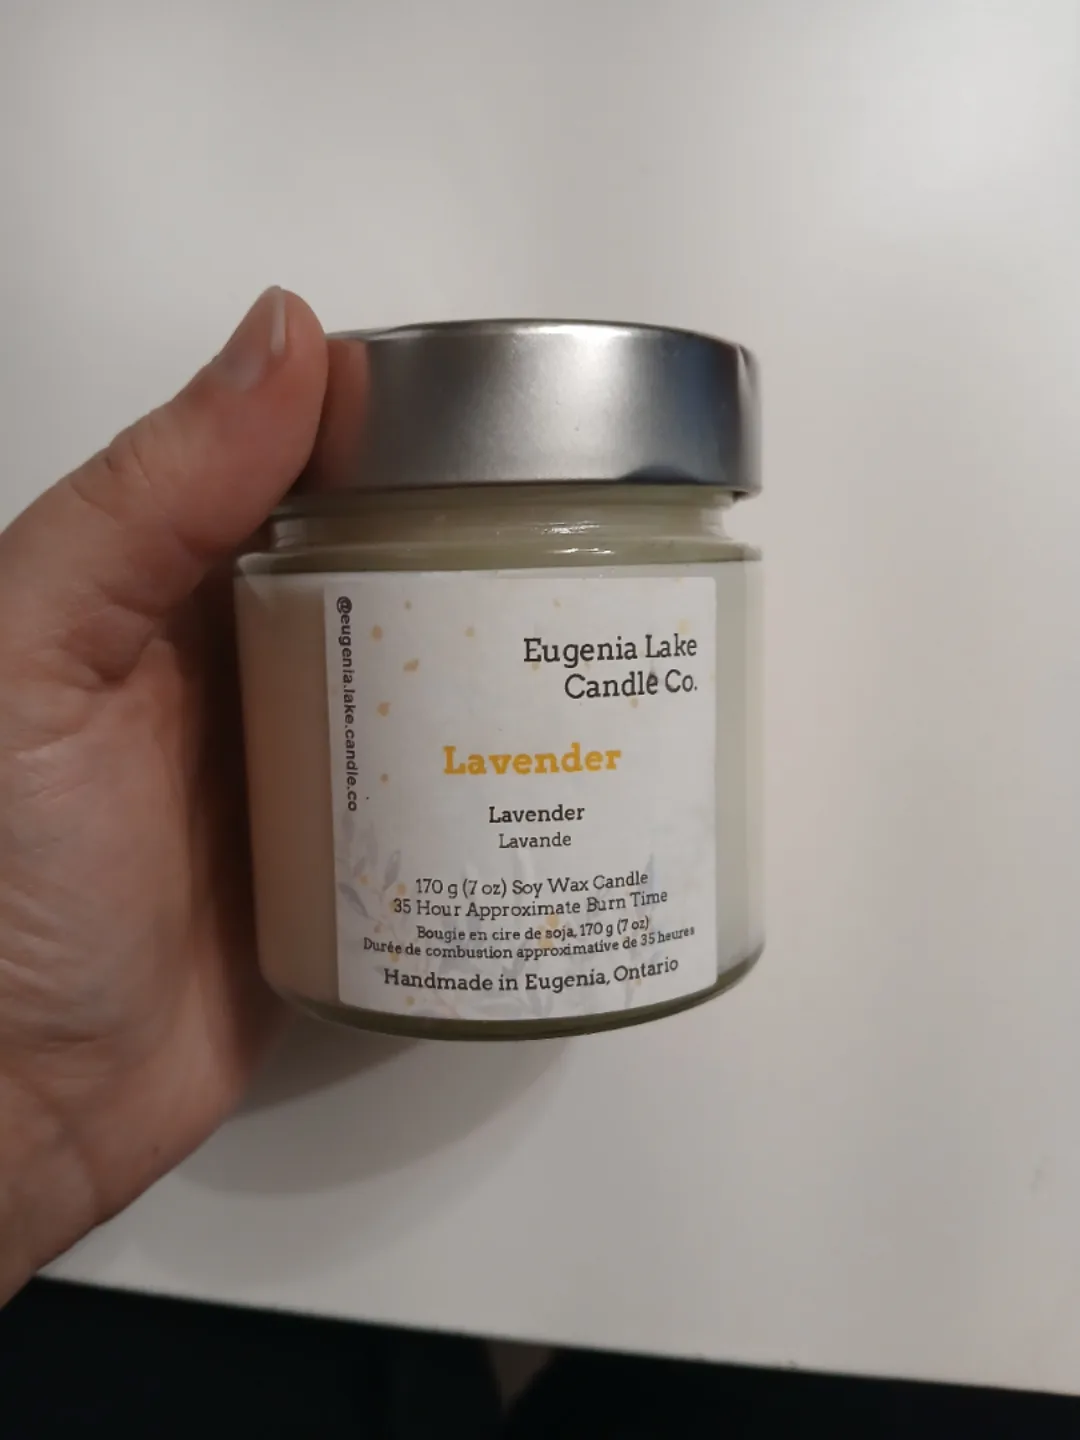 @eugenia.lake.candle.co
Eugenia Lake
Candle Co.
Lavender
Lavender
Lavande
170 g (7 oz) Soy Wax Candle
35 Hour Approximate Burn Time
Bougie en cire de soja, 170 g (7 oz)
Durée de combustion approximative de 35 heures
Handmade in Eugenia, Ontario